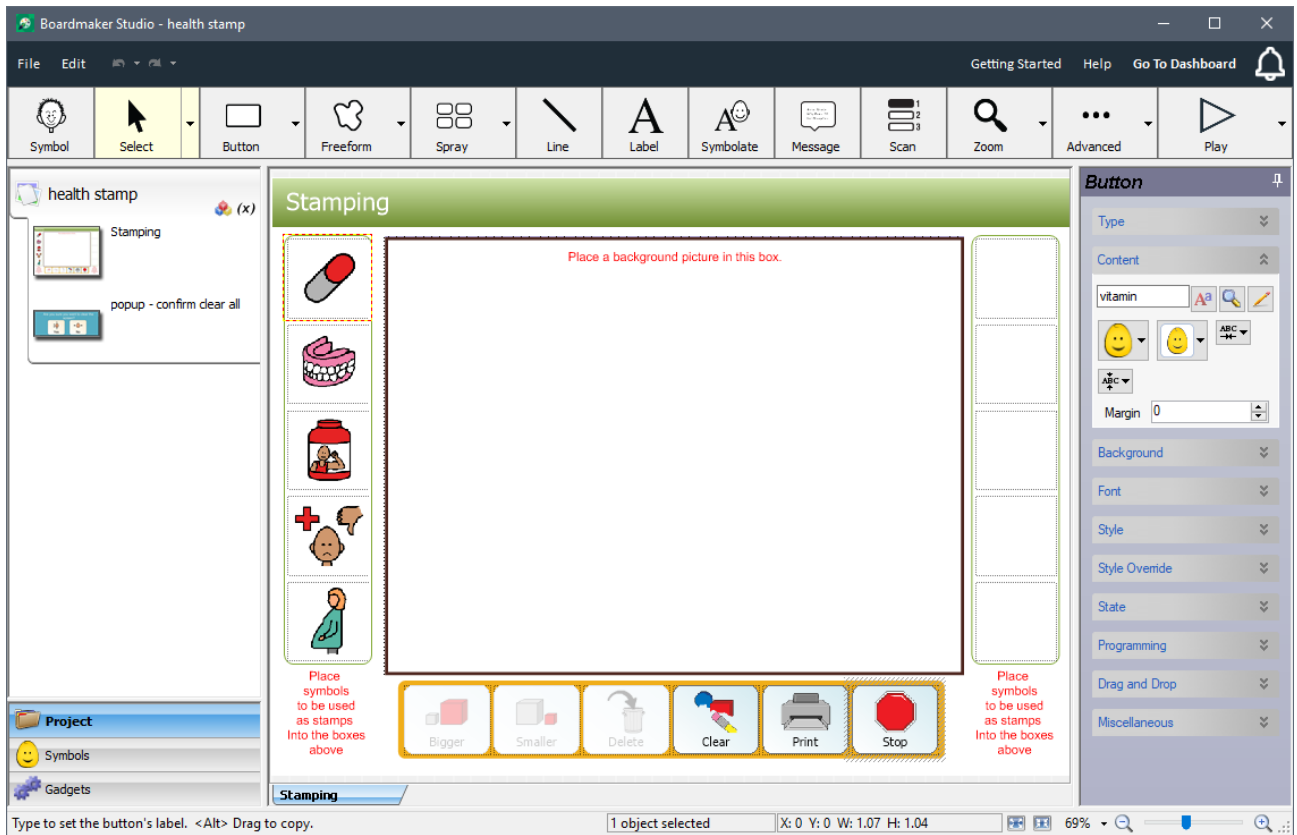 Boardmaker Studio - health stamp
File Edit Getting Started Help Go To Dashboard
Symbol Select Button Freeform Spray Line Label Symbolate Message Scan Zoom Advanced Play
health stamp
(x)
Stamping
popup - confirm clear all
Project
Symbols
Gadgets
Stamping
Place a background picture in this box.
Place
symbols
to be used
as stamps
Into the boxes
above
Bigger Smaller Delete Clear Print Stop
Place
symbols
to be used
as stamps
Into the boxes
above
Stamping
Button
Type
Content
vitamin
Aa
ABC
ABC
Margin 0
Background
Font
Style
Style Override
State
Programming
Drag and Drop
Miscellaneous
Type to set the button's label. <Alt> Drag to copy. 1 object selected X: 0 Y: 0 W: 1.07 H: 1.04 69%